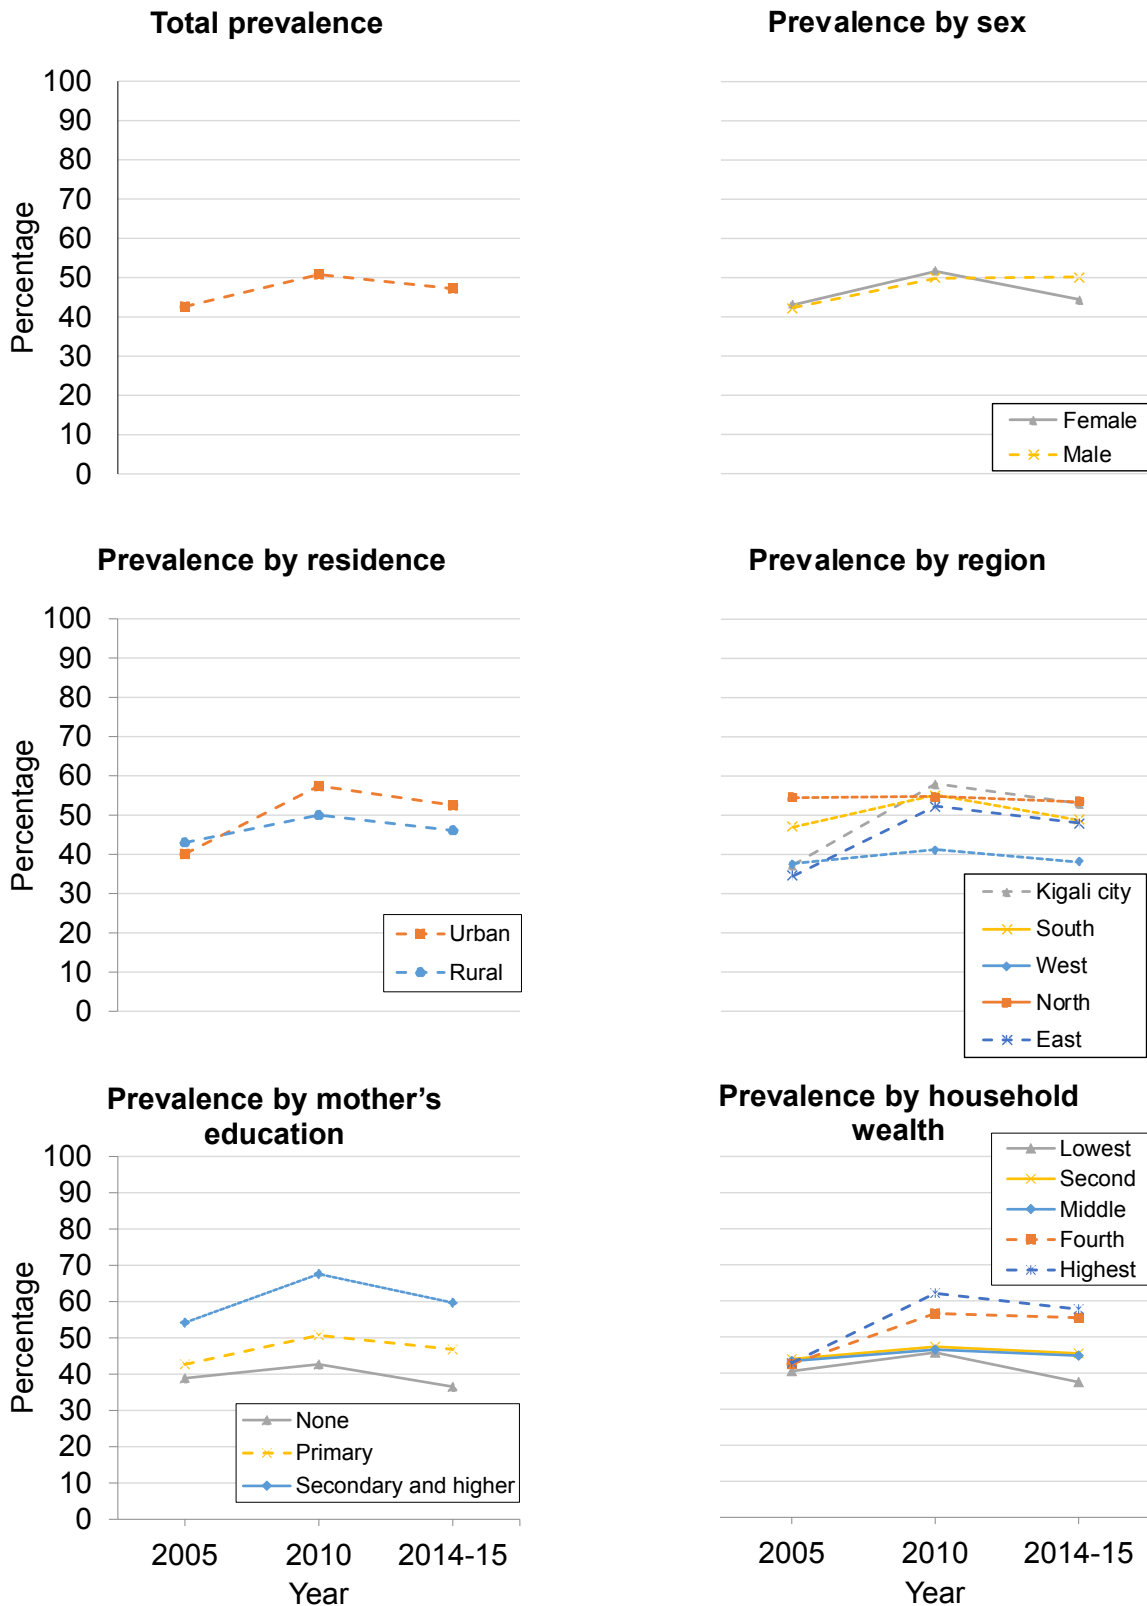 Total prevalence
Percentage
100
90
80
70
60
50
40
30
20
10
0
Prevalence by sex
Female
Male
Prevalence by residence
Percentage
100
90
80
70
60
50
40
30
20
10
0
Urban
Rural
Prevalence by region
Kigali city
South
West
North
East
Prevalence by mother's
education
Percentage
100
90
80
70
60
50
40
30
20
10
0
None
Primary
Secondary and higher
2005 2010 2014-15
Year
Prevalence by household
wealth
Lowest
Second
Middle
Fourth
Highest
2005 2010 2014-15
Year